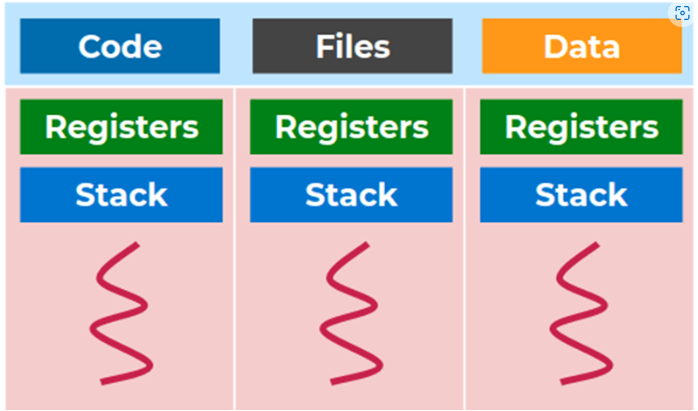 Code Files Data
Registers Registers Registers
Stack Stack Stack